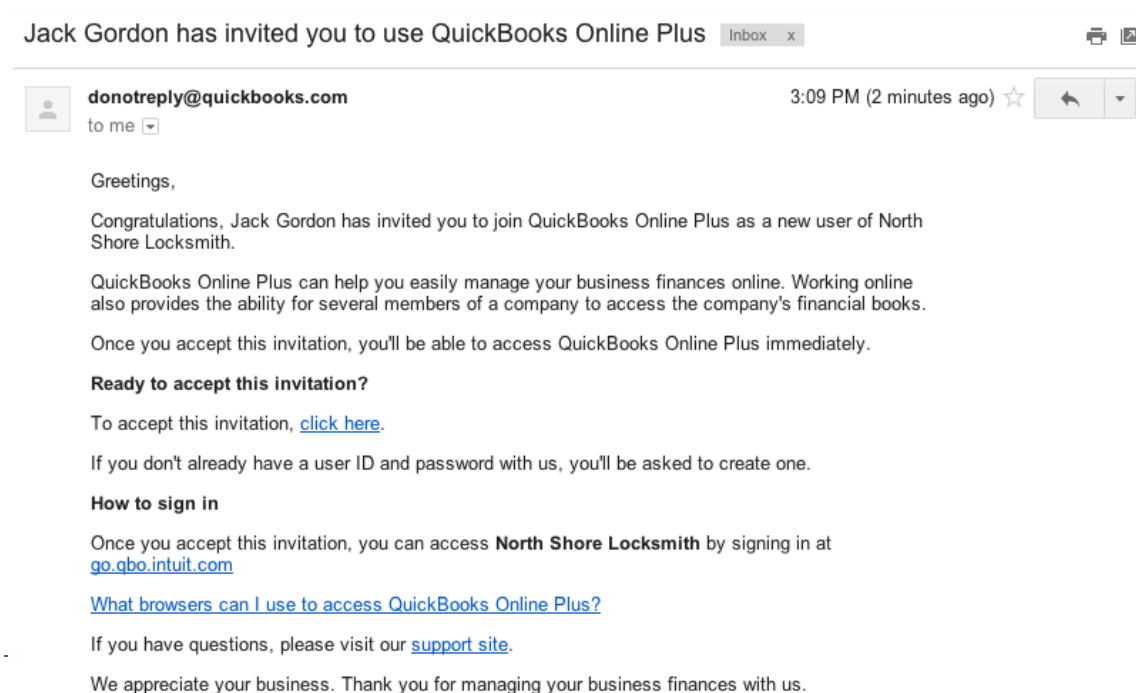 Jack Gordon has invited you to use QuickBooks Online Plus Inbox x
donotreply@quickbooks.com 3:09 PM (2 minutes ago)
to me
Greetings,
Congratulations, Jack Gordon has invited you to join QuickBooks Online Plus as a new user of North
Shore Locksmith.
QuickBooks Online Plus can help you easily manage your business finances online. Working online
also provides the ability for several members of a company to access the company's financial books.
Once you accept this invitation, you'll be able to access QuickBooks Online Plus immediately.
Ready to accept this invitation?
To accept this invitation, click here.
If you don't already have a user ID and password with us, you'll be asked to create one.
How to sign in
Once you accept this invitation, you can access North Shore Locksmith by signing in at
go.qbo.intuit.com
What browsers can I use to access QuickBooks Online Plus?
If you have questions, please visit our support site.
We appreciate your business. Thank you for managing your business finances with us.